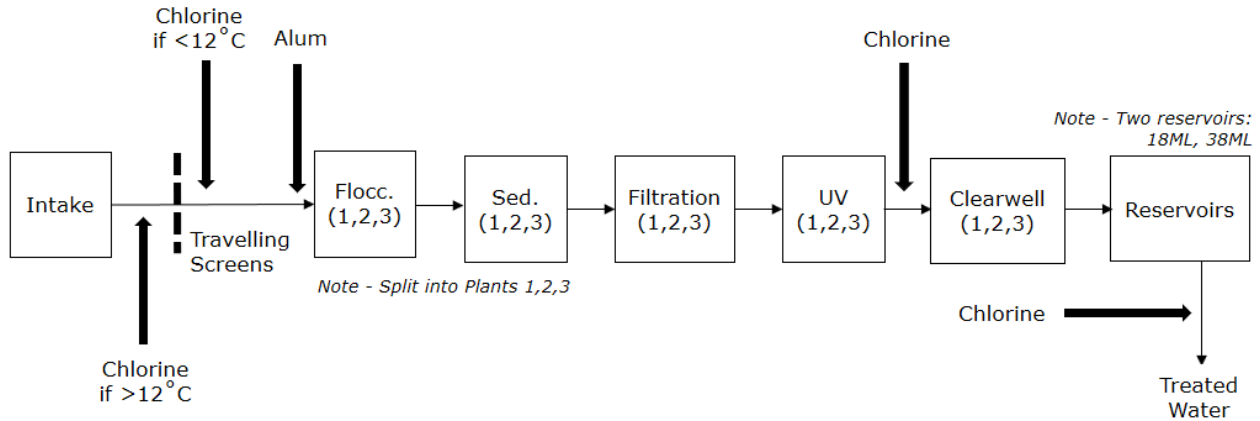 Chlorine
if <12°C
Alum
Chlorine
Note - Two reservoirs:
18ML, 38ML
Intake
Travelling
Screens
Flocc.
(1,2,3)
Sed.
(1,2,3)
Filtration
(1,2,3)
UV
(1,2,3)
Clearwell
(1,2,3)
Reservoirs
Note - Split into Plants 1,2,3
Chlorine
Chlorine
if >12°C
Treated
Water